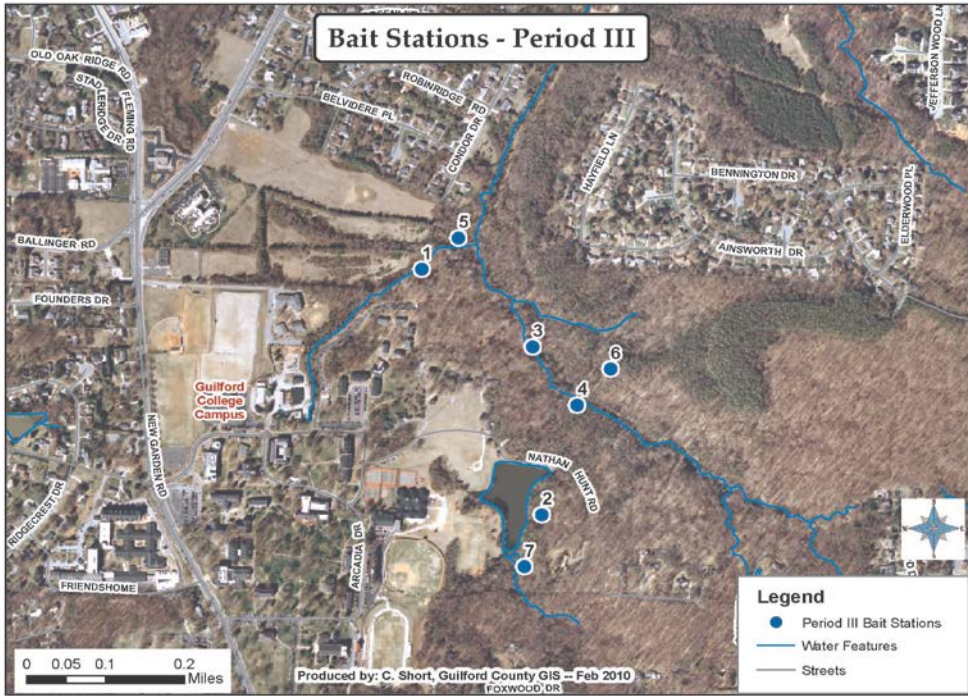 Bait Stations - Period III
OLD OAK RIDGE RD
STADLERIDGE DR
FLEMING RD
BELVIDERE PL
ROBINRIDGE RD
CONDOR DR
HAYFIELD LN
BENNINGTON DR
AINSWORTH DR
ELDERWOOD PL
JEFFERSON WOOD LN
BALLINGER RD
FOUNDERS DR
5
1
3
6
4
2
7
Guilford
College
Campus
NEW GARDEN RD
NATHAN HUNT RD
RIDGECREST DR
ARCADIA DR
FRIENDSHOME
N
W E
S
Legend
Period III Bait Stations
Water Features
Streets
0 0.05 0.1 0.2
Miles
Produced by: C. Short, Guilford County GIS -- Feb 2010
FOXWOOD DR